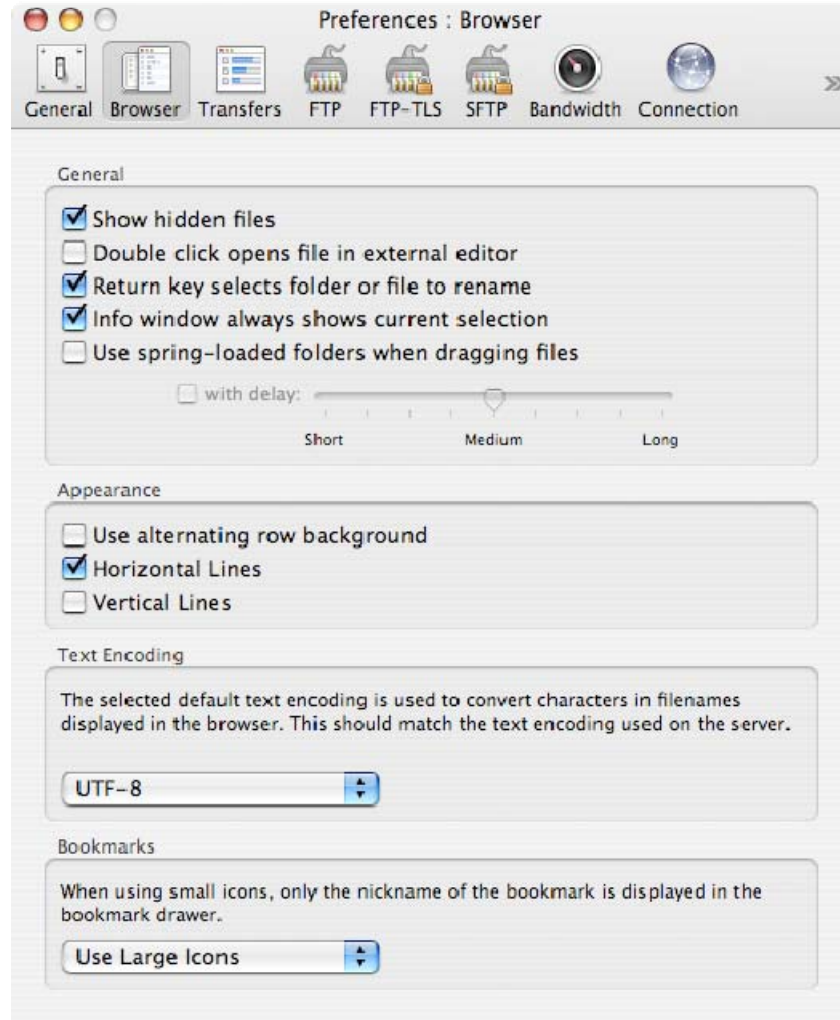 Preferences : Browser
General Browser Transfers FTP FTP-TLS SFTP Bandwidth Connection »
General
Show hidden files
Double click opens file in external editor
Return key selects folder or file to rename
Info window always shows current selection
Use spring-loaded folders when dragging files
with delay:
Short Medium Long
Appearance
Use alternating row background
Horizontal Lines
Vertical Lines
Text Encoding
The selected default text encoding is used to convert characters in filenames
displayed in the browser. This should match the text encoding used on the server.
UTF-8
Bookmarks
When using small icons, only the nickname of the bookmark is displayed in the
bookmark drawer.
Use Large Icons